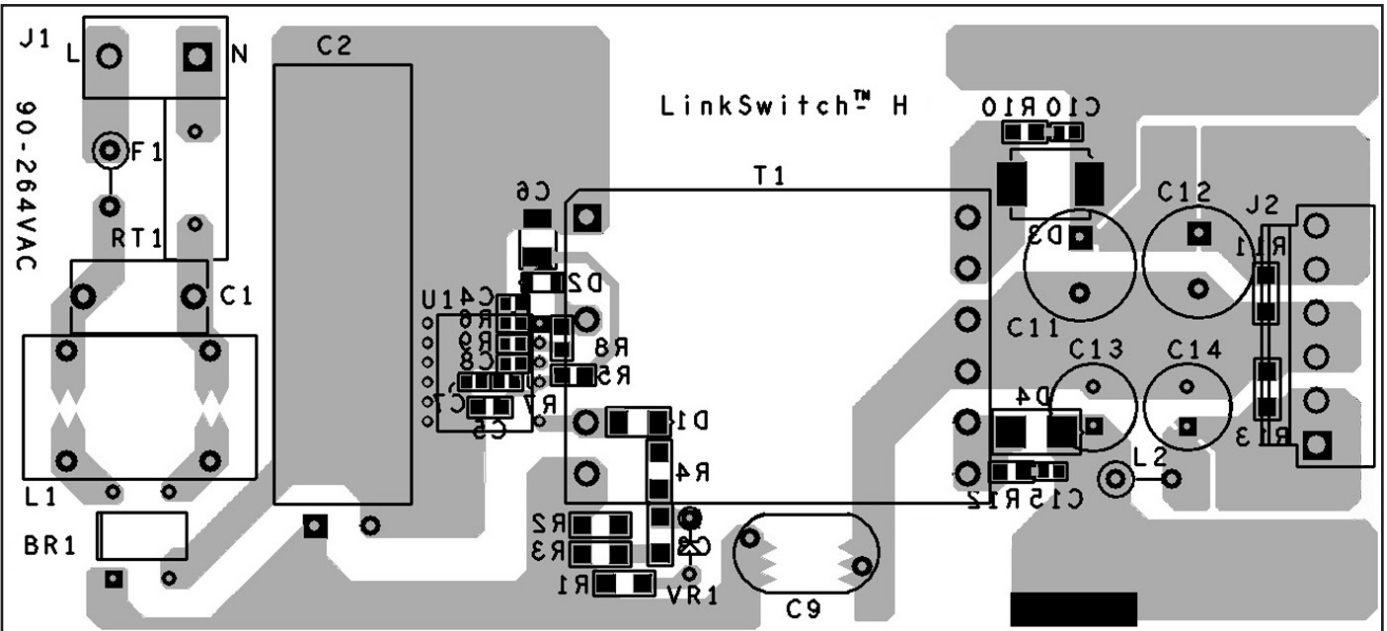 J1
L
N
C2
90-264VAC
F1
RT1
C1
L1
BR1
LinkSwitch™ H
C6
T1
D2
U1
C4
R6
R9
C8
C7
R7
C5
R8
R5
D1
R4
R2
R3
R1
C3
VR1
C9
R10
C10
D3
C12
J2
R11
C11
C13
C14
D4
L2
R13
R12
C15